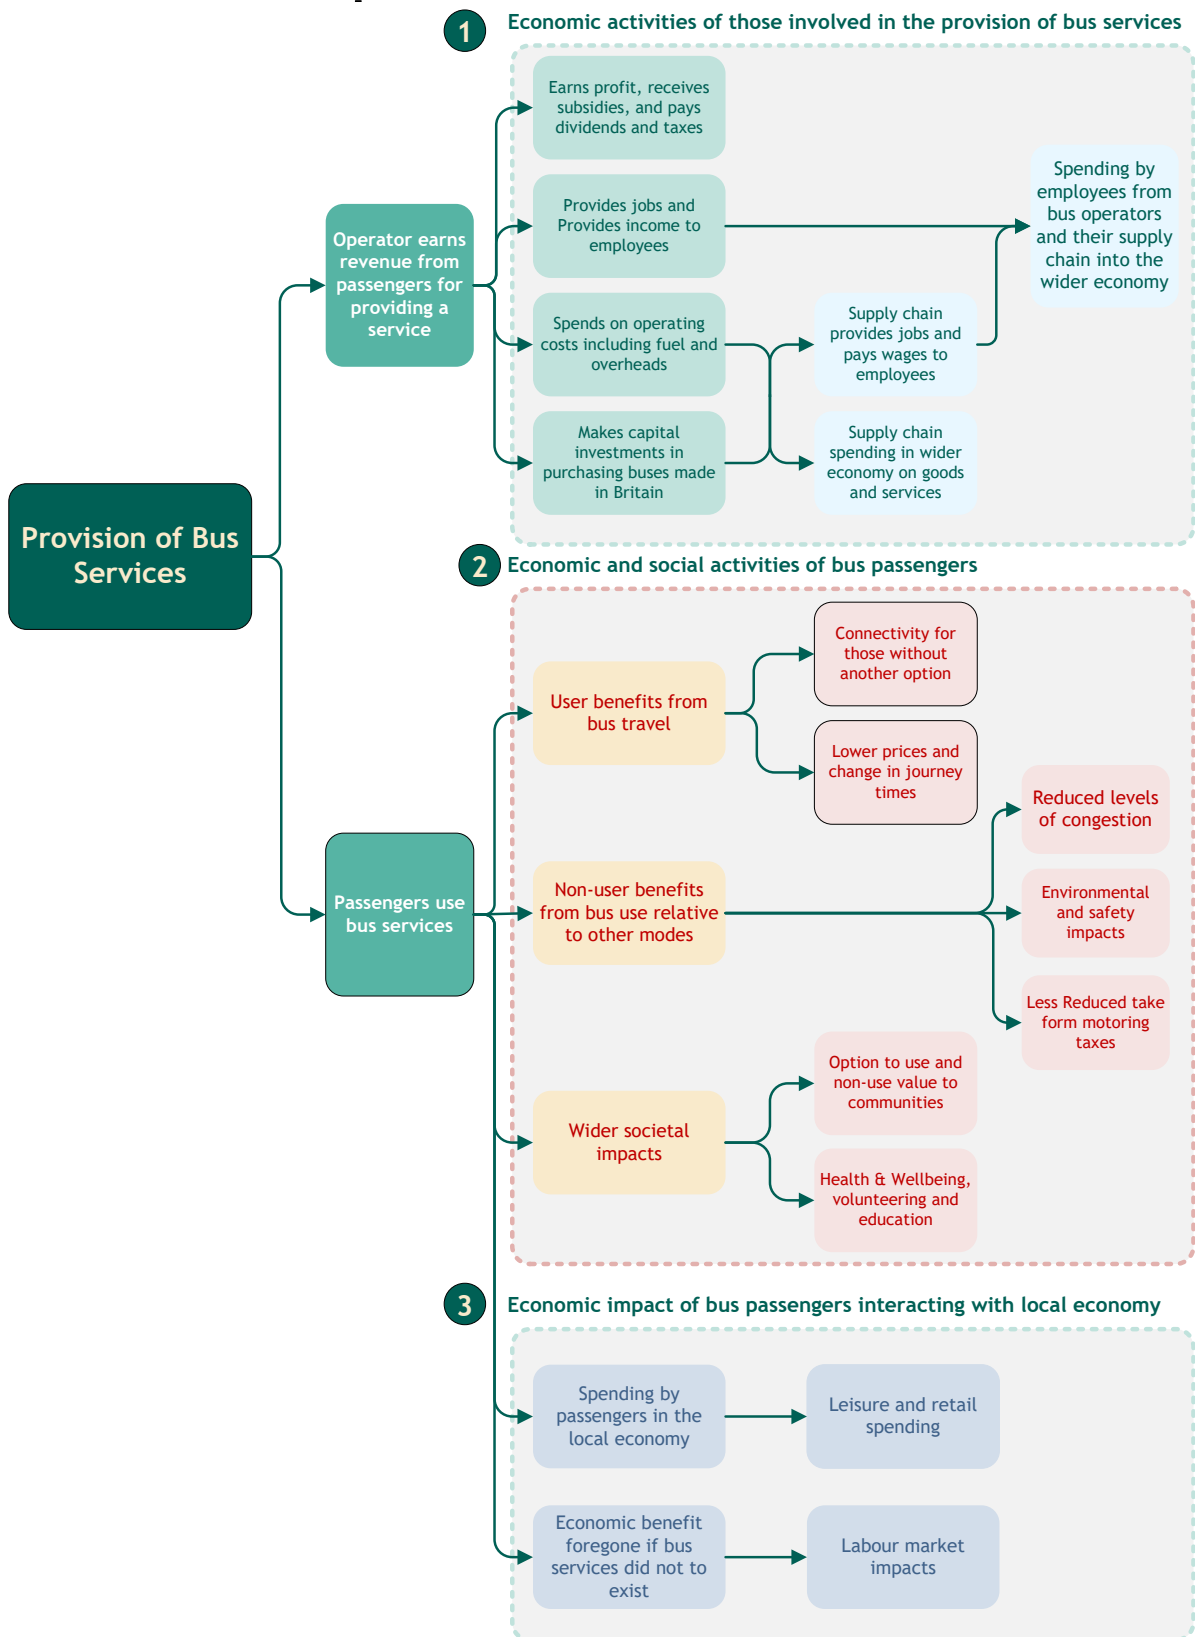 1
Economic activities of those involved in the provision of bus services
Earns profit, receives
subsidies, and pays
dividends and taxes
Provides jobs and
Provides income to
employees
Spending by
employees from
bus operators
and their supply
chain into the
wider economy
Operator earns
revenue from
passengers for
providing a
service
Spends on operating
costs including fuel and
overheads
Supply chain
provides jobs and
pays wages to
employees
Makes capital
investments in
purchasing buses made
in Britain
Supply chain
spending in wider
economy on goods
and services
Provision of Bus
Services
2
Economic and social activities of bus passengers
User benefits from
bus travel
Connectivity for
those without
another option
Lower prices and
change in journey
times
Reduced levels
of congestion
Passengers use
bus services
Non-user benefits
from bus use relative
to other modes
Environmental
and safety
impacts
Less Reduced take
form motoring
taxes
Wider societal
impacts
Option to use and
non-use value to
communities
Health & Wellbeing,
volunteering and
education
3
Economic impact of bus passengers interacting with local economy
Spending by
passengers in the
local economy
Leisure and retail
spending
Economic benefit
foregone if bus
services did not to
exist
Labour market
impacts